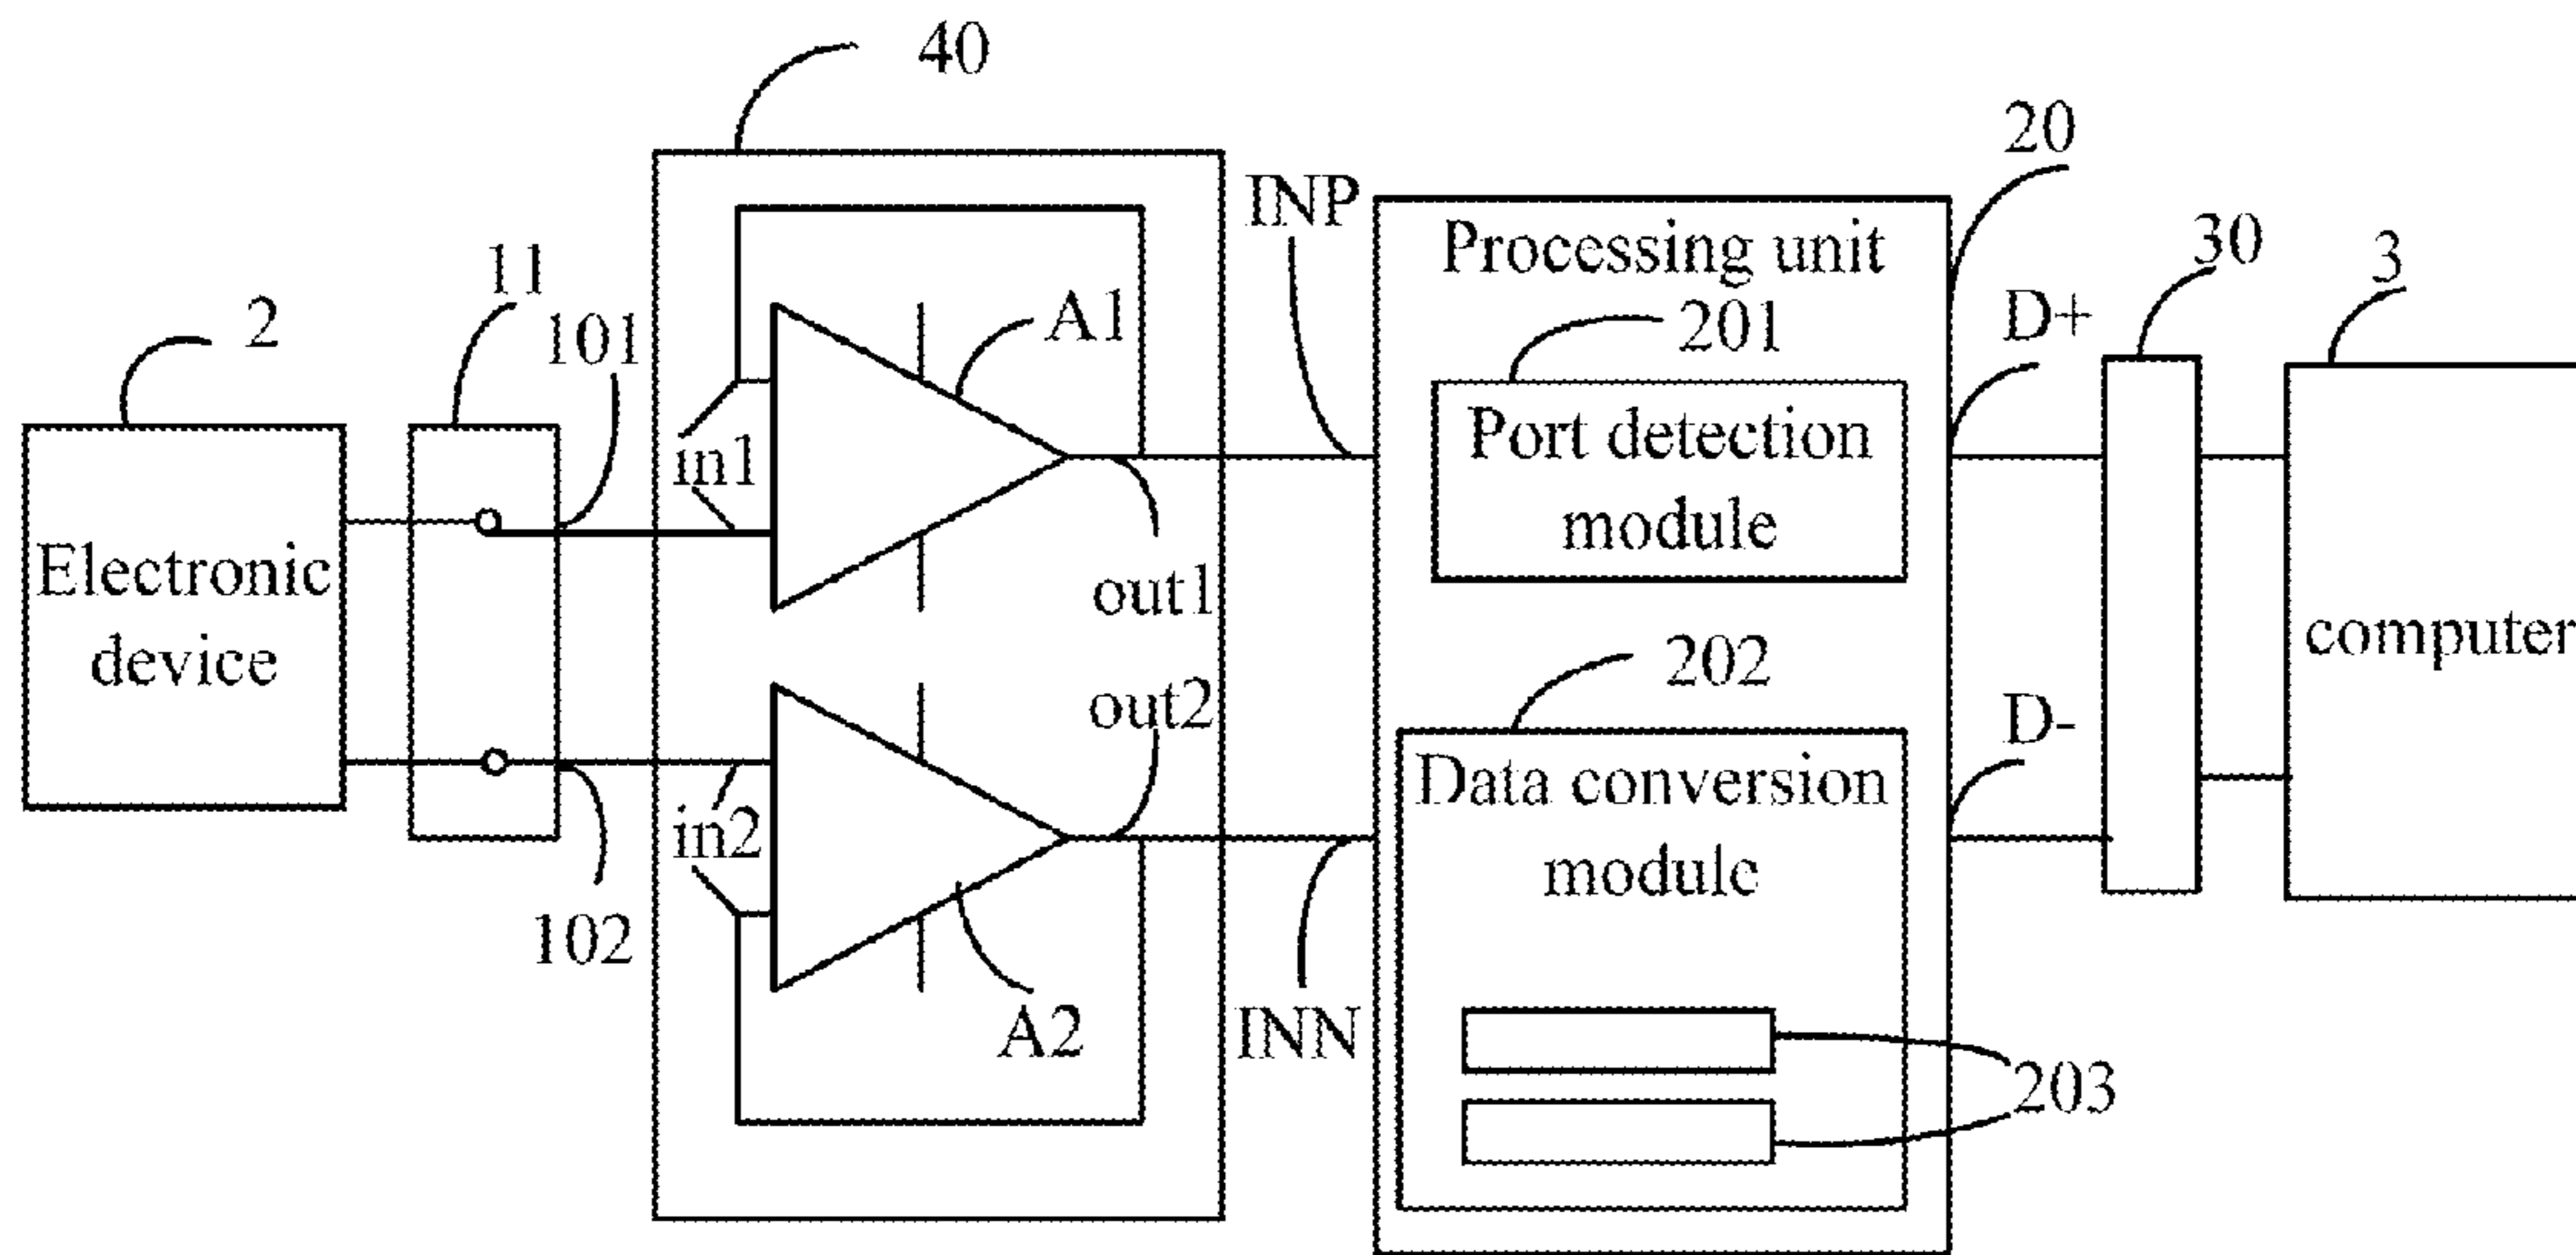 40
20
INP
Processing unit
30
3
11
2
101
A1
201
D+
Port detection
module
in1
Electronic
device
out1
computer
202
out2
D-
Data conversion
module
in2
102
A2
INN
203